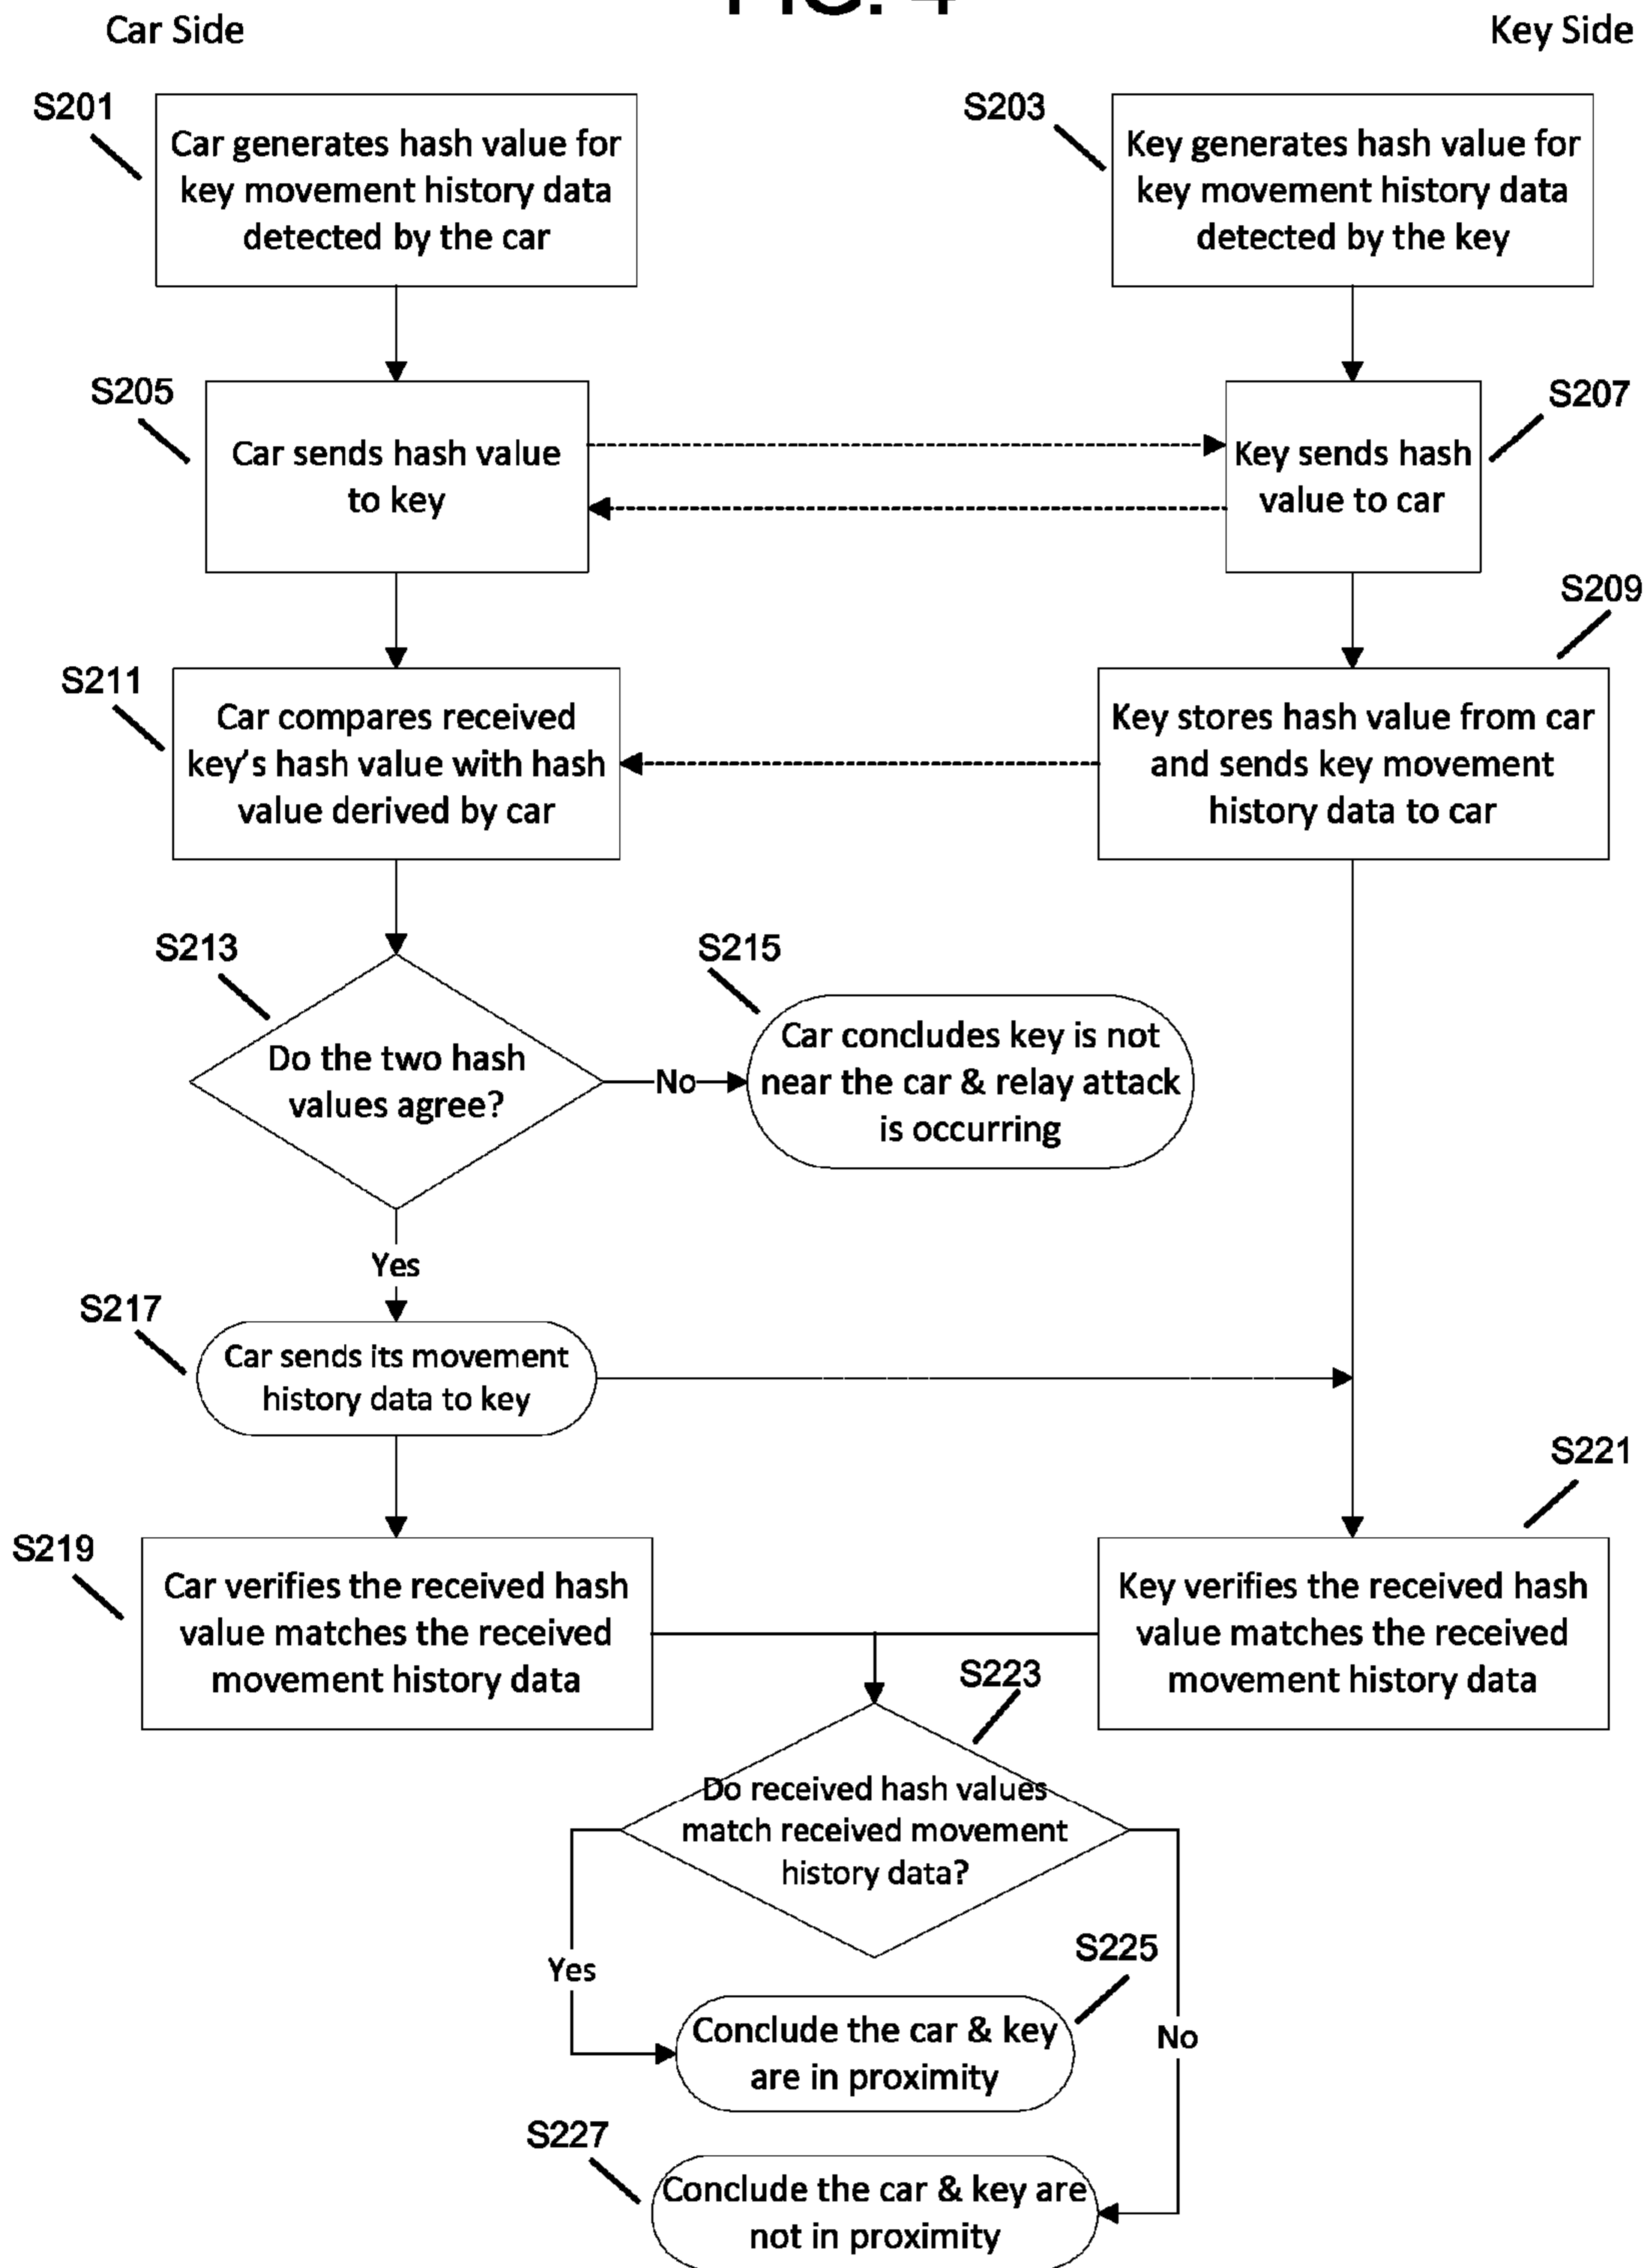 Car Side
Key Side
S201
Car generates hash value for
key movement history data
detected by the car
S203
Key generates hash value for
key movement history data
detected by the key
S205
Car sends hash value
to key
S207
Key sends hash
value to car
S209
Key stores hash value from car
and sends key movement
history data to car
S211
Car compares received
key's hash value with hash
value derived by car
S213
Do the two hash
values agree?
No
S215
Car concludes key is not
near the car & relay attack
is occurring
Yes
S217
Car sends its movement
history data to key
S219
Car verifies the received hash
value matches the received
movement history data
S221
Key verifies the received hash
value matches the received
movement history data
S223
Do received hash values
match received movement
history data?
Yes
No
S225
Conclude the car & key
are in proximity
S227
Conclude the car & key are
not in proximity